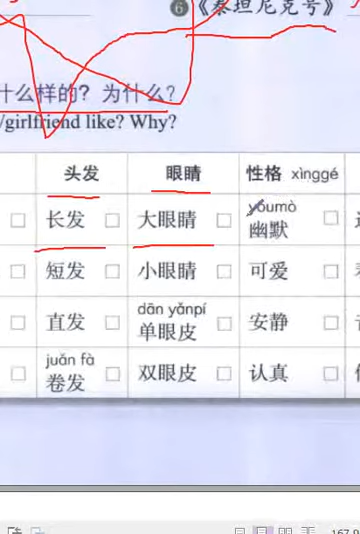 ❻《泰坦尼克号》
什么样的？为什么？
/girlfriend like? Why?
头发 眼睛 性格 xìnggé
长发 □ 大眼睛 □ yōumò 幽默 □
短发 □ 小眼睛 □ 可爱 □
直发 □ dān yǎnpí 单眼皮 □ 安静 □
juǎn fà 卷发 □ 双眼皮 □ 认真 □